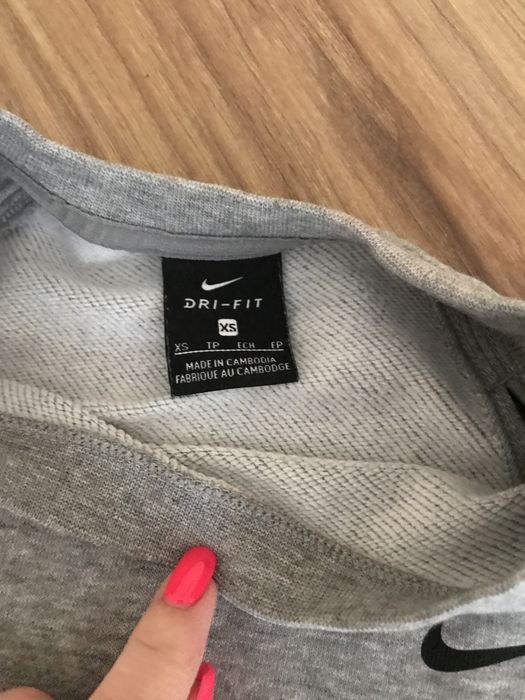 DRI-FIT
XS
XS TP ECH EP
MADE IN CAMBODIA
FABRIQUE AU CAMBODGE